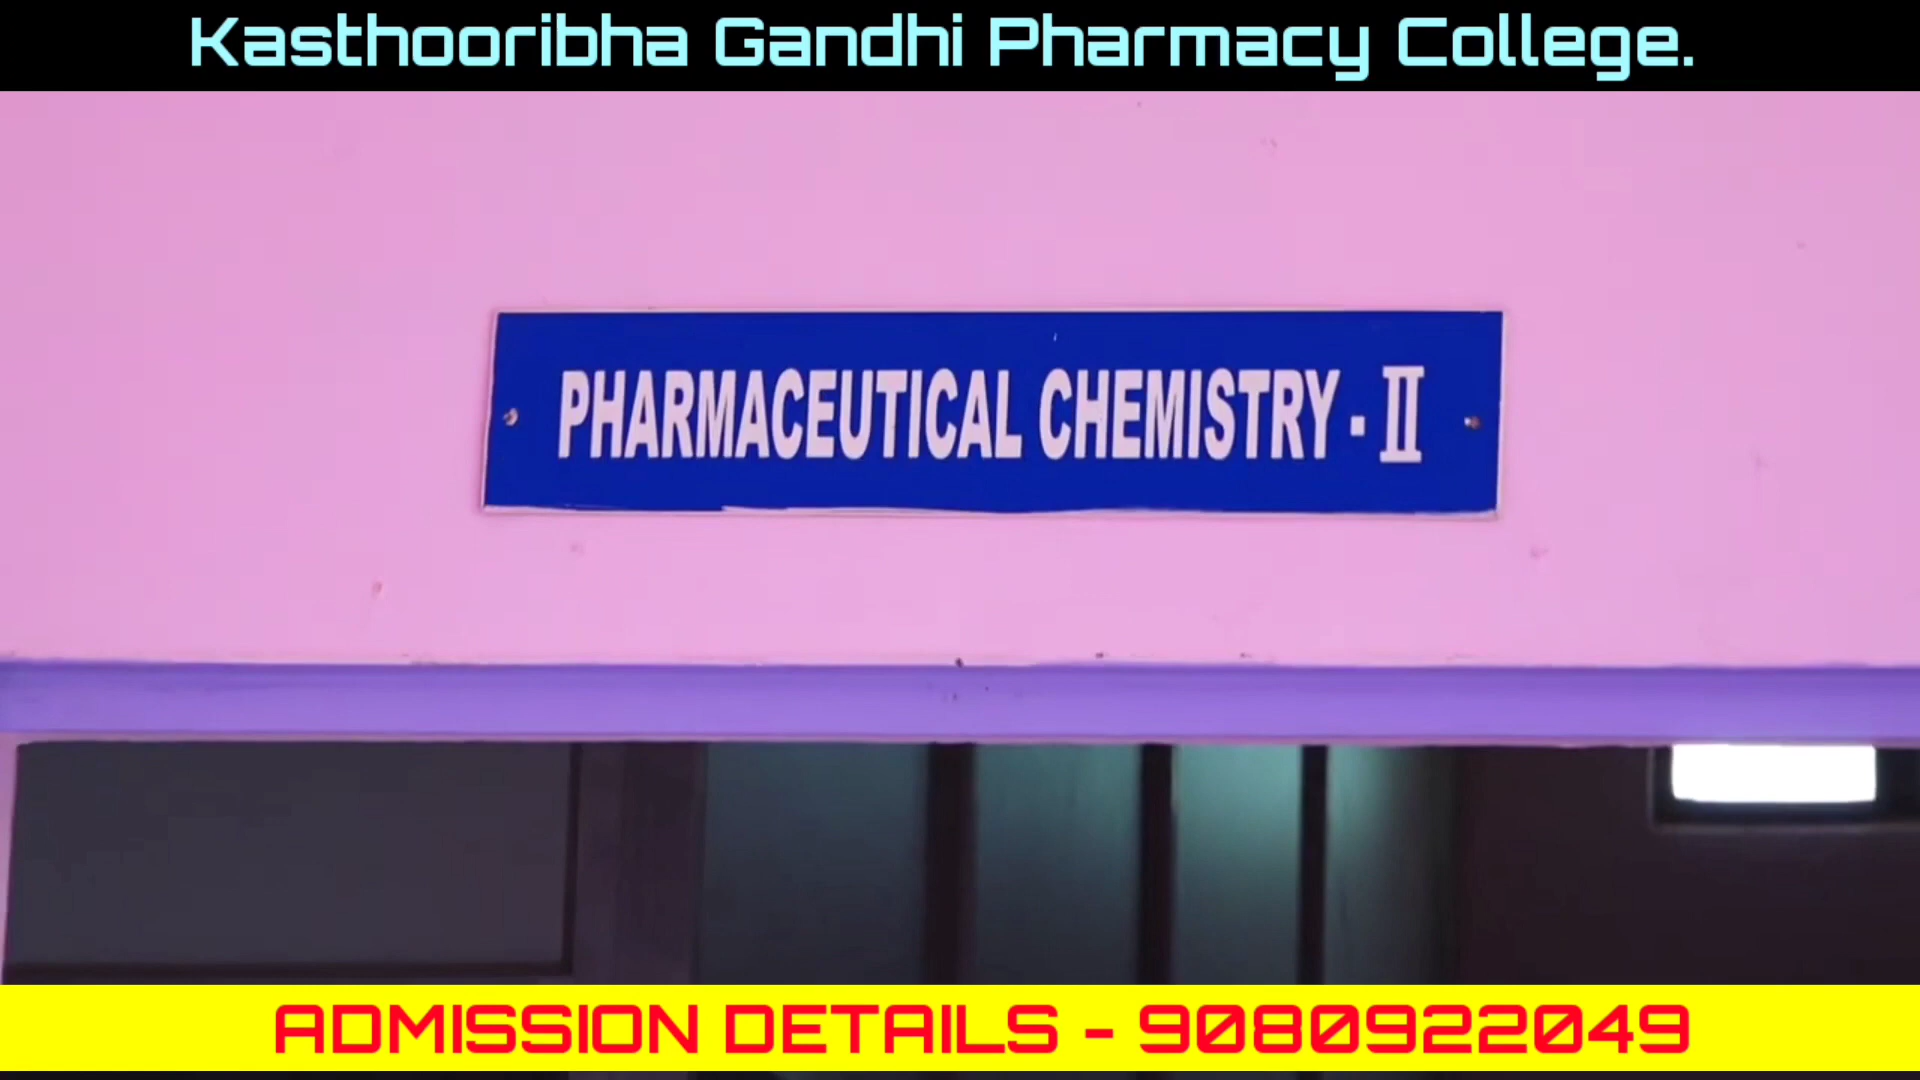 Kasthooribha Gandhi Pharmacy College.
PHARMACEUTICAL CHEMISTRY - II
ADMISSION DETAILS - 9080922049